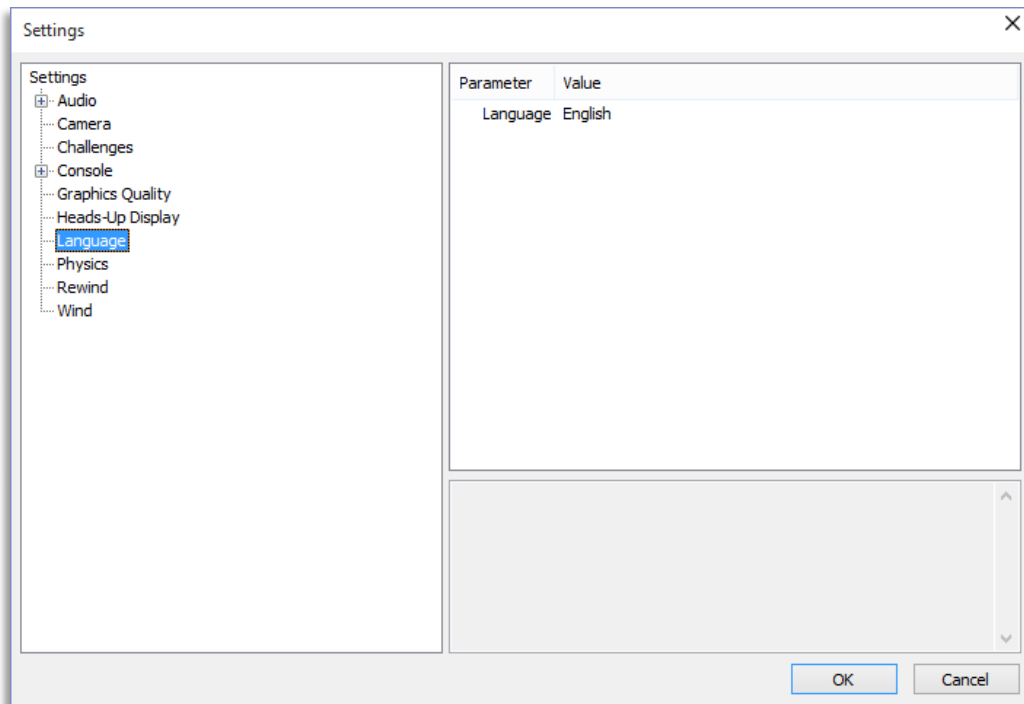 Settings
Settings
Audio
Camera
Challenges
Console
Graphics Quality
Heads-Up Display
Language
Physics
Rewind
Wind
Parameter Value
Language English
OK Cancel